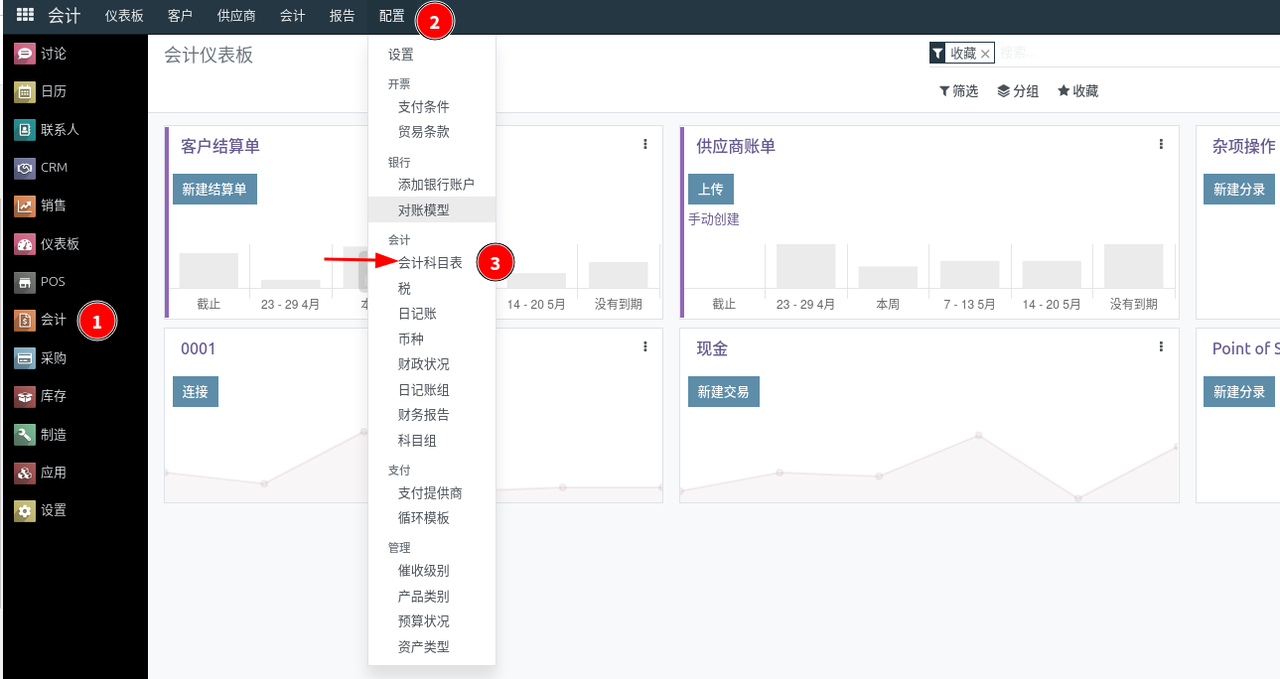 会计 仪表板 客户 供应商 会计 报告 配置 2
讨论
日历
联系人
CRM
销售
仪表板
POS
会计 1
采购
库存
制造
应用
设置
会计仪表板
收藏 × 搜索...
筛选 分组 收藏
设置
开票
支付条件
贸易条款
银行
添加银行账户
对账模型
会计
会计科目表 3
税
日记账
币种
财政状况
日记账组
财务报告
科目组
支付
支付提供商
循环模板
管理
催收级别
产品类别
预算状况
资产类型
客户结算单
新建结算单
截止 23 - 29 4月 本 14 - 20 5月 没有到期
供应商账单
上传
手动创建
截止 23 - 29 4月 本周 7 - 13 5月 14 - 20 5月 没有到期
杂项操作
新建分录
0001
连接
现金
新建交易
Point of S
新建分录